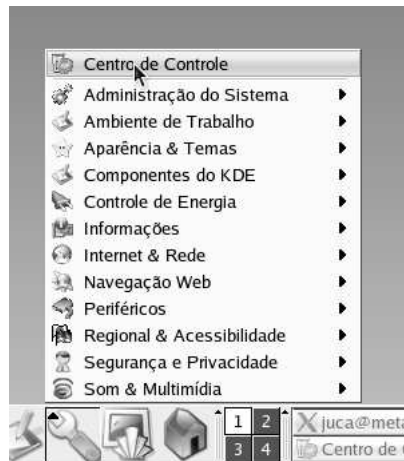 Centro de Controle
Administração do Sistema
Ambiente de Trabalho
Aparência & Temas
Componentes do KDE
Controle de Energia
Informações
Internet & Rede
Navegação Web
Periféricos
Regional & Acessibilidade
Segurança e Privacidade
Som & Multimídia
1 2 juca@meta
3 4 Centro de